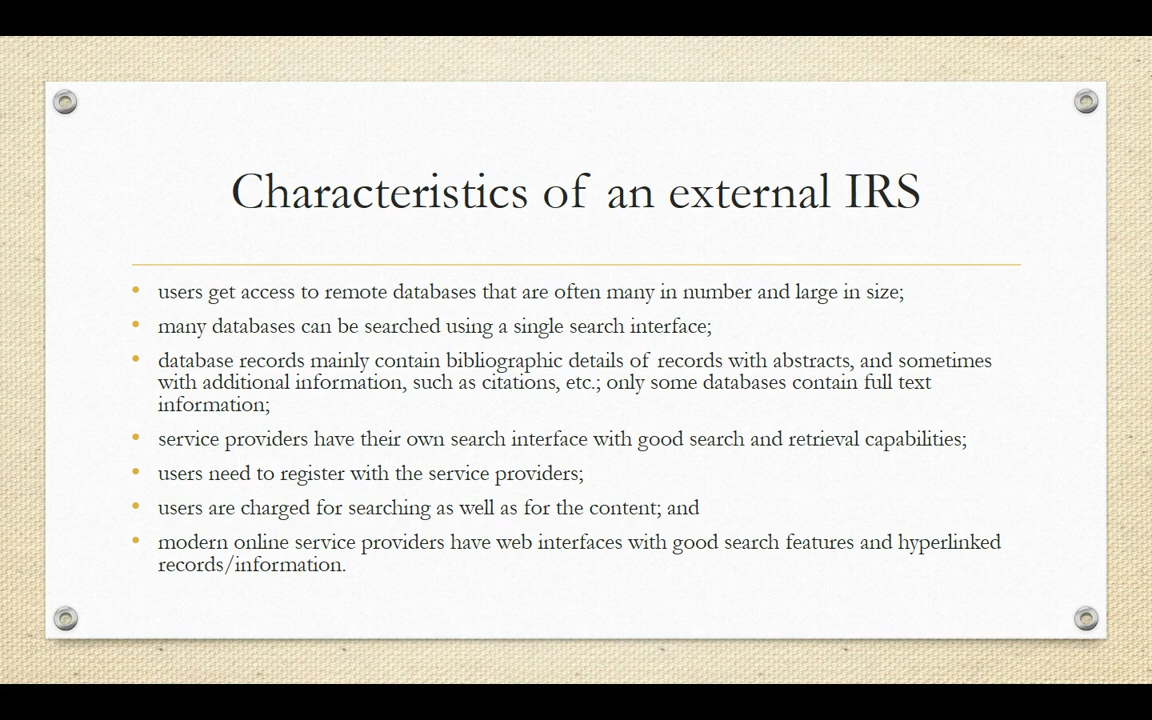 Characteristics of an external IRS
• users get access to remote databases that are often many in number and large in size;
• many databases can be searched using a single search interface;
• database records mainly contain bibliographic details of records with abstracts, and sometimes
with additional information, such as citations, etc.; only some databases contain full text
information;
• service providers have their own search interface with good search and retrieval capabilities;
• users need to register with the service providers;
• users are charged for searching as well as for the content; and
• modern online service providers have web interfaces with good search features and hyperlinked
records/information.